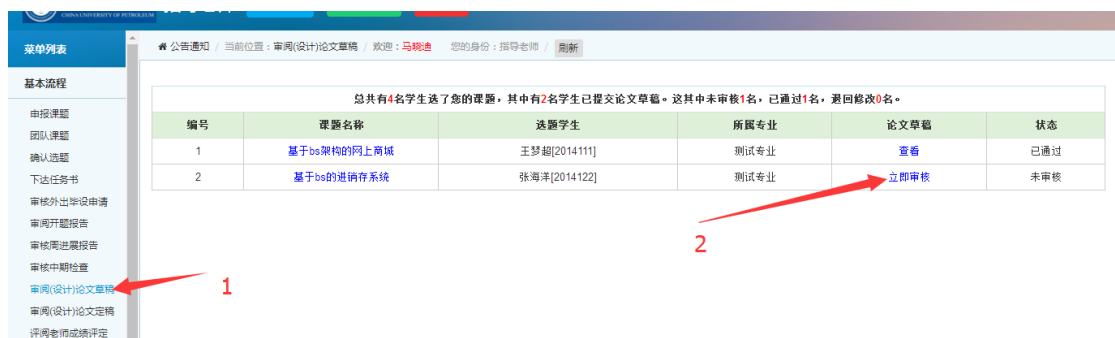 CHINA UNIVERSITY OF PETROLEUM
菜单列表
公告通知 / 当前位置：审阅(设计)论文草稿 / 欢迎：马晓迪 您的身份：指导老师 / 刷新
基本流程
申报课题
团队课题
确认选题
下达任务书
审核外出毕设申请
审阅开题报告
审核周进展报告
审核中期检查
审阅(设计)论文草稿
审阅(设计)论文定稿
评阅老师成绩评定
总共有4名学生选了您的课题，其中有2名学生已提交论文草稿。这其中未审核1名，已通过1名，退回修改0名。
编号 课题名称 选题学生 所属专业 论文草稿 状态
1 基于bs架构的网上商城 王梦超[2014111] 测试专业 查看 已通过
2 基于bs的进销存系统 张海洋[2014122] 测试专业 立即审核 未审核
1
2